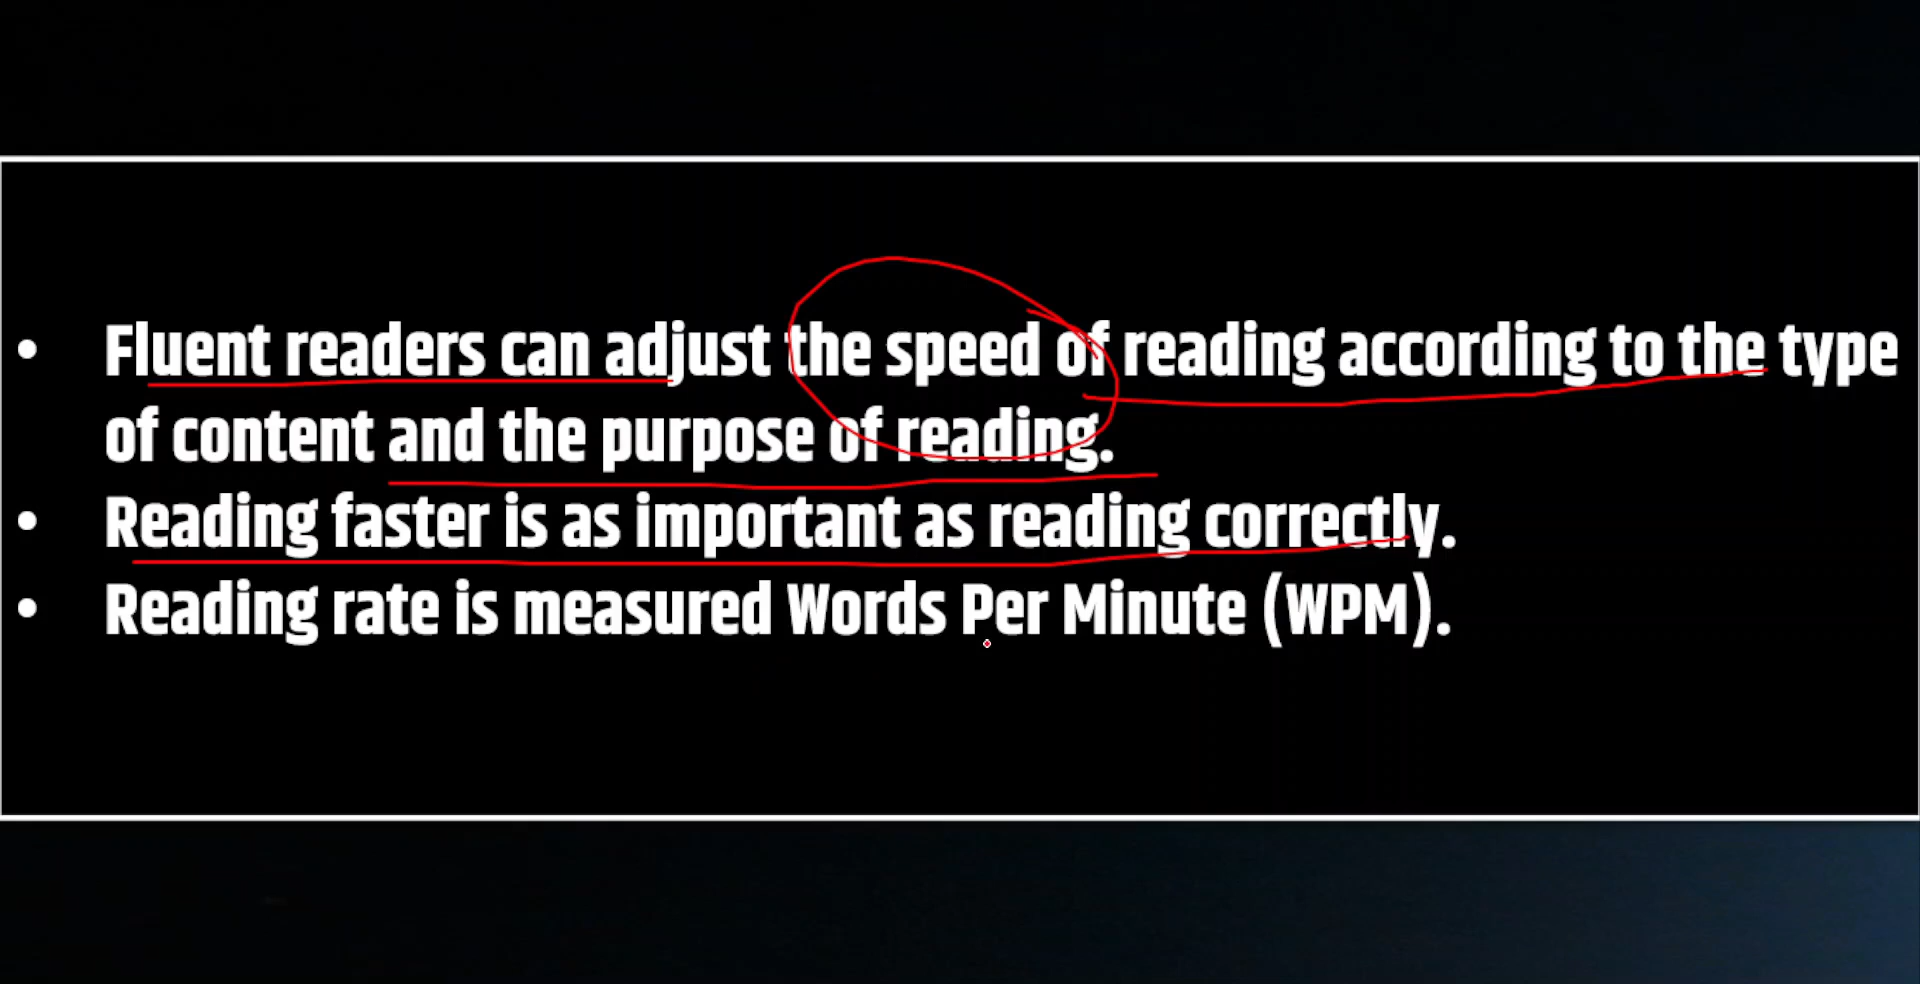 • Fluent readers can adjust the speed of reading according to the type
of content and the purpose of reading.
• Reading faster is as important as reading correctly.
• Reading rate is measured Words Per Minute (WPM).